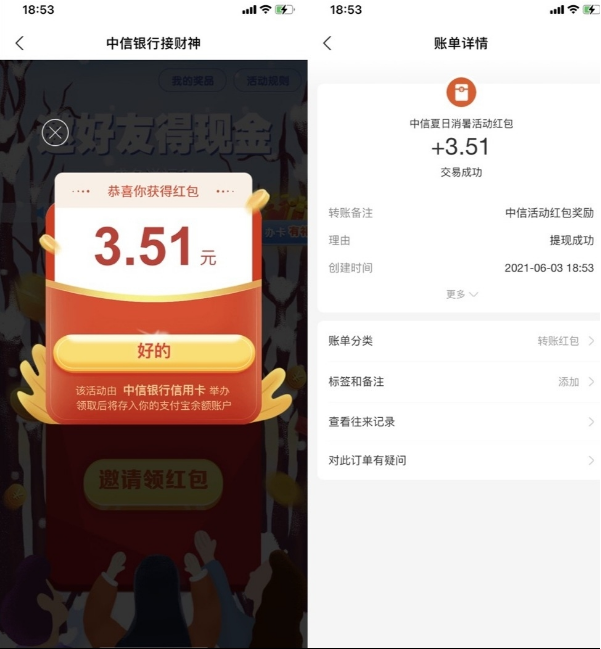 18:53
中信银行接财神
我的奖品
活动规则
邀好友得现金
恭喜你获得红包
3.51元
好的
该活动由 中信银行信用卡 举办
领取后将存入你的支付宝余额账户
邀请领红包
18:53
账单详情
中信夏日消暑活动红包
+3.51
交易成功
转账备注 中信活动红包奖励
理由 提现成功
创建时间 2021-06-03 18:53
更多
账单分类 转账红包
标签和备注 添加
查看往来记录
对此订单有疑问